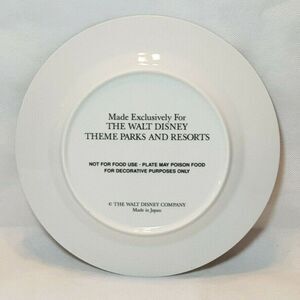 Made Exclusively For
THE WALT DISNEY
THEME PARKS AND RESORTS
NOT FOR FOOD USE - PLATE MAY POISON FOOD
FOR DECORATIVE PURPOSES ONLY
© THE WALT DISNEY COMPANY
Made in Japan